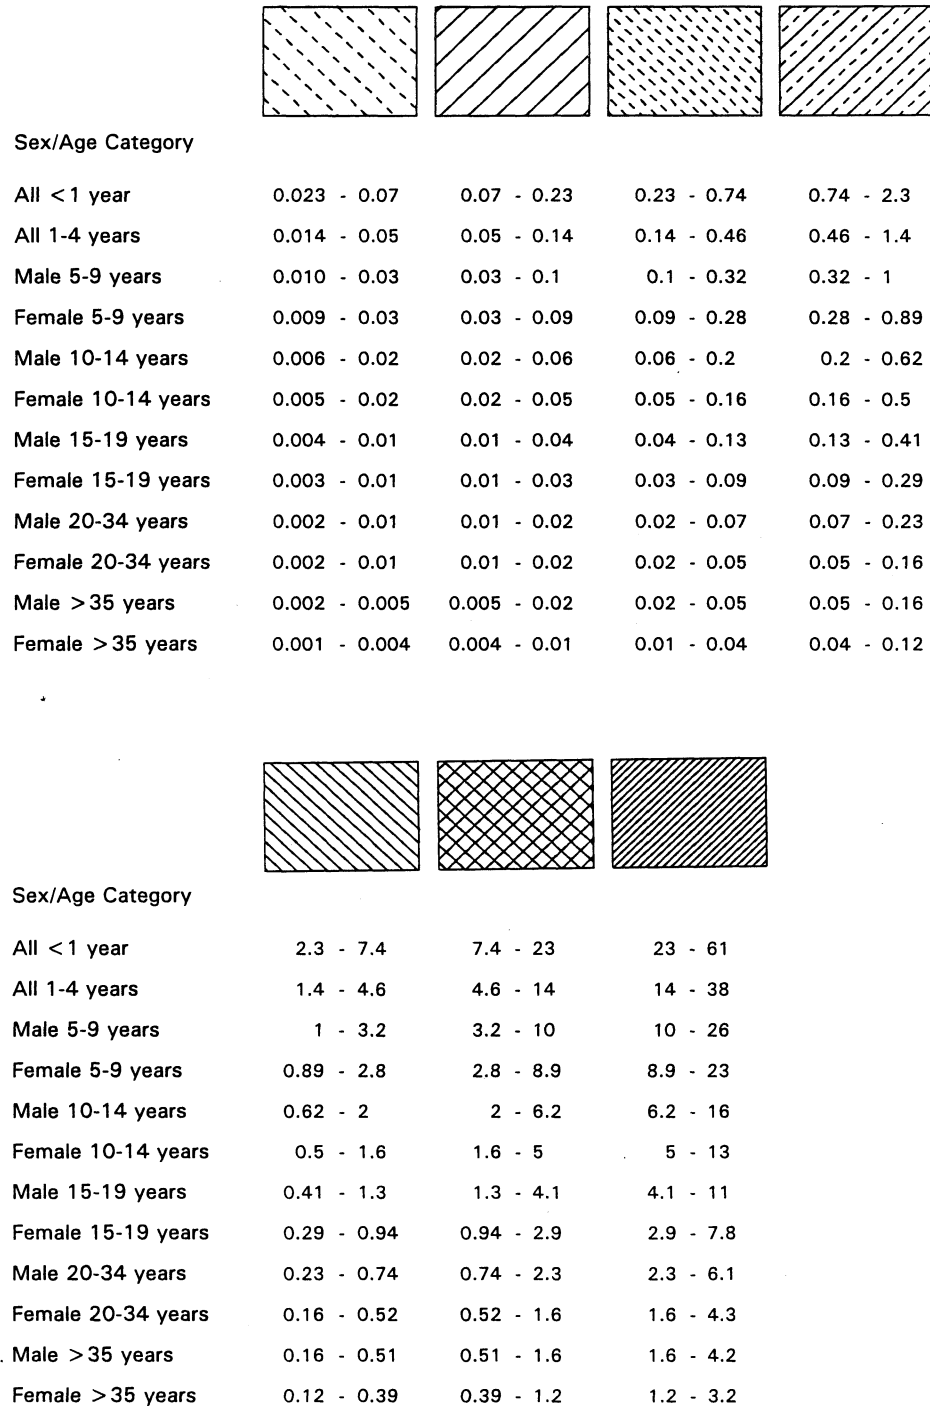 Sex/Age Category
All <1 year 0.023 - 0.07 0.07 - 0.23 0.23 - 0.74 0.74 - 2.3
All 1-4 years 0.014 - 0.05 0.05 - 0.14 0.14 - 0.46 0.46 - 1.4
Male 5-9 years 0.010 - 0.03 0.03 - 0.1 0.1 - 0.32 0.32 - 1
Female 5-9 years 0.009 - 0.03 0.03 - 0.09 0.09 - 0.28 0.28 - 0.89
Male 10-14 years 0.006 - 0.02 0.02 - 0.06 0.06 - 0.2 0.2 - 0.62
Female 10-14 years 0.005 - 0.02 0.02 - 0.05 0.05 - 0.16 0.16 - 0.5
Male 15-19 years 0.004 - 0.01 0.01 - 0.04 0.04 - 0.13 0.13 - 0.41
Female 15-19 years 0.003 - 0.01 0.01 - 0.03 0.03 - 0.09 0.09 - 0.29
Male 20-34 years 0.002 - 0.01 0.01 - 0.02 0.02 - 0.07 0.07 - 0.23
Female 20-34 years 0.002 - 0.01 0.01 - 0.02 0.02 - 0.05 0.05 - 0.16
Male >35 years 0.002 - 0.005 0.005 - 0.02 0.02 - 0.05 0.05 - 0.16
Female >35 years 0.001 - 0.004 0.004 - 0.01 0.01 - 0.04 0.04 - 0.12
Sex/Age Category
All <1 year 2.3 - 7.4 7.4 - 23 23 - 61
All 1-4 years 1.4 - 4.6 4.6 - 14 14 - 38
Male 5-9 years 1 - 3.2 3.2 - 10 10 - 26
Female 5-9 years 0.89 - 2.8 2.8 - 8.9 8.9 - 23
Male 10-14 years 0.62 - 2 2 - 6.2 6.2 - 16
Female 10-14 years 0.5 - 1.6 1.6 - 5 5 - 13
Male 15-19 years 0.41 - 1.3 1.3 - 4.1 4.1 - 11
Female 15-19 years 0.29 - 0.94 0.94 - 2.9 2.9 - 7.8
Male 20-34 years 0.23 - 0.74 0.74 - 2.3 2.3 - 6.1
Female 20-34 years 0.16 - 0.52 0.52 - 1.6 1.6 - 4.3
Male >35 years 0.16 - 0.51 0.51 - 1.6 1.6 - 4.2
Female >35 years 0.12 - 0.39 0.39 - 1.2 1.2 - 3.2